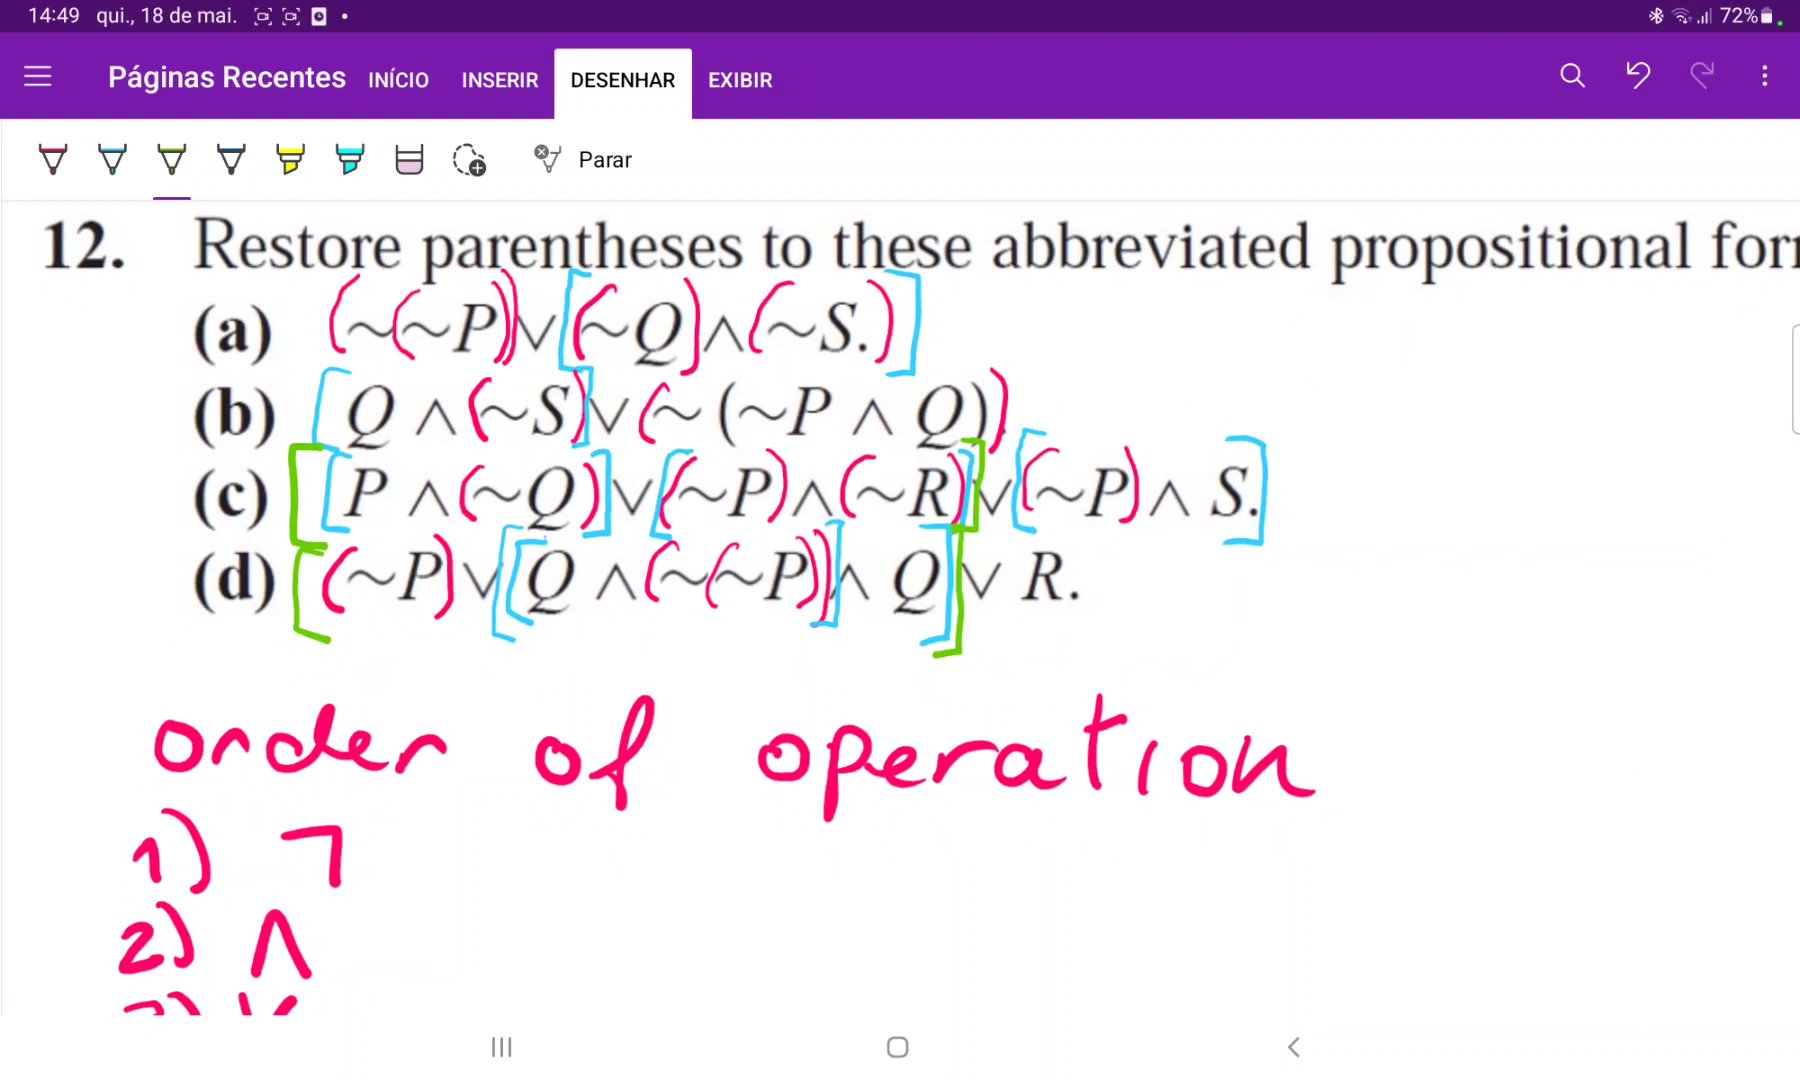 14:49 qui., 18 de mai. 72%
Páginas Recentes INÍCIO INSERIR DESENHAR EXIBIR
Parar
12. Restore parentheses to these abbreviated propositional
(a) (~(~P))∨[(~Q)∧(~S.)]
(b) [Q∧(~S)]∨(~(~P∧Q))
(c) [[P∧(~Q)]∨[(~P)∧(~R)]]∨[(~P)∧S.]
(d) [(~P)∨[[Q∧(~(~P))]∧Q]]∨R.
order of operation
1) ¬
2) ∧